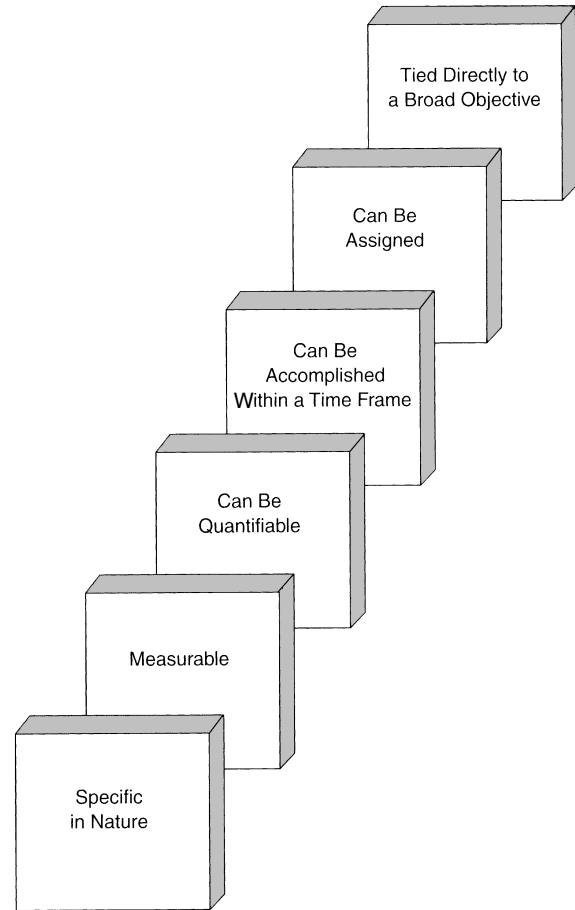 Tied Directly to
a Broad Objective
Can Be
Assigned
Can Be
Accomplished
Within a Time Frame
Can Be
Quantifiable
Measurable
Specific
in Nature